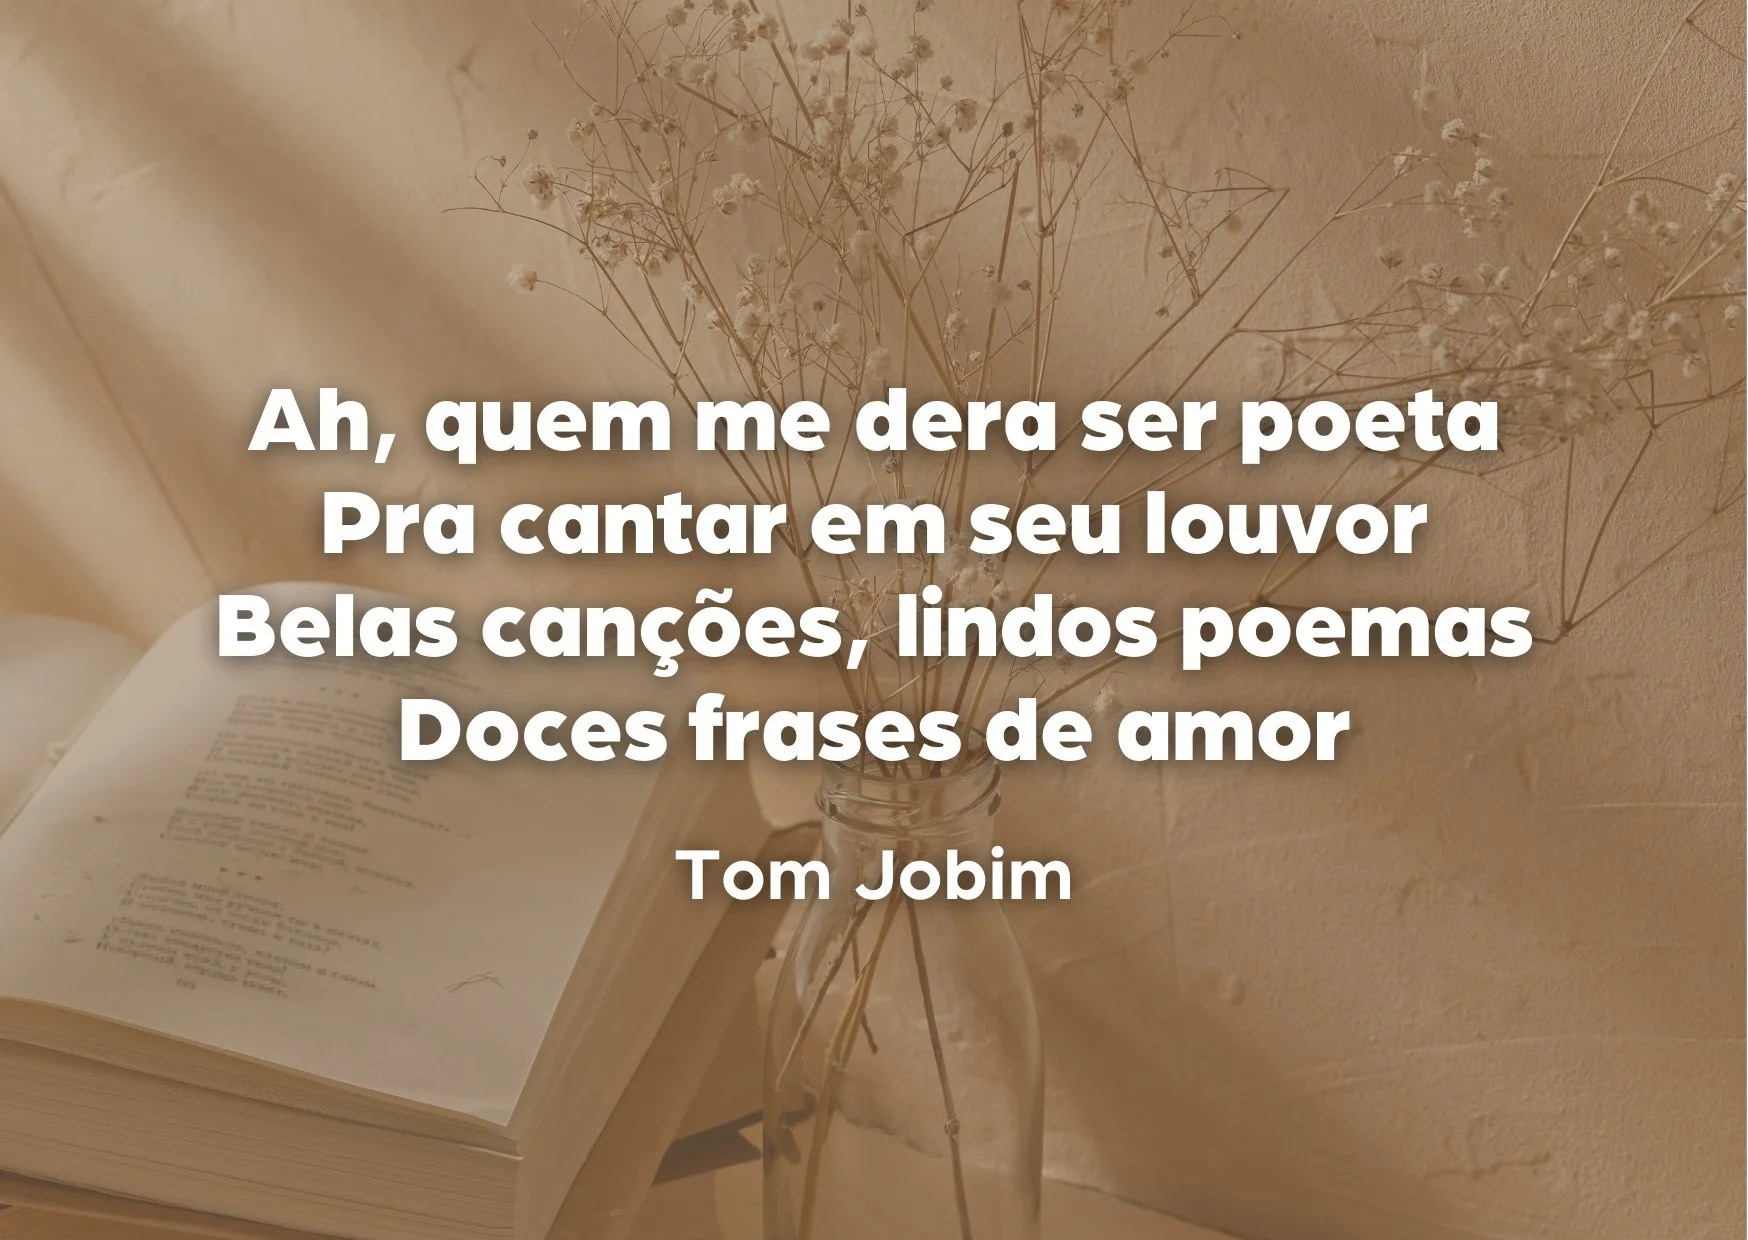 Ah, quem me dera ser poeta
Pra cantar em seu louvor
Belas canções, lindos poemas
Doces frases de amor
Tom Jobim